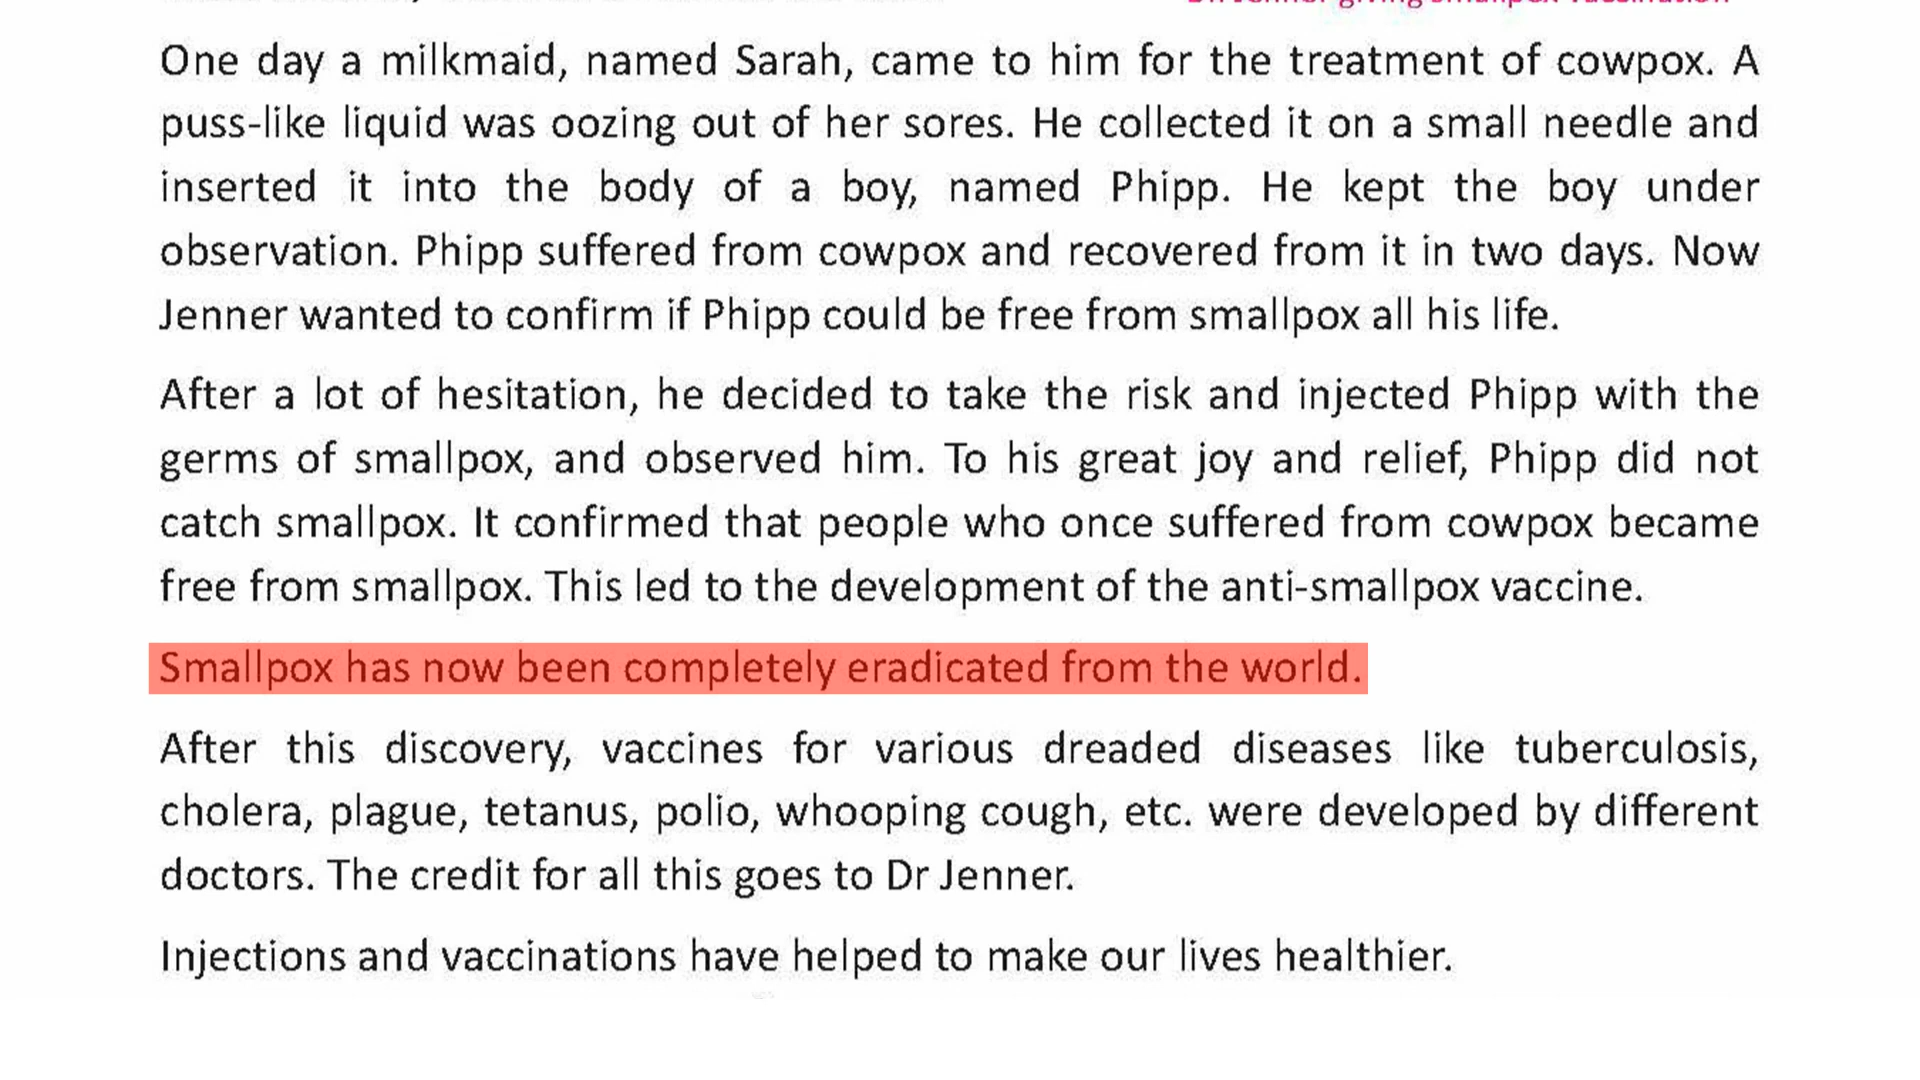 One day a milkmaid, named Sarah, came to him for the treatment of cowpox. A
puss-like liquid was oozing out of her sores. He collected it on a small needle and
inserted it into the body of a boy, named Phipp. He kept the boy under
observation. Phipp suffered from cowpox and recovered from it in two days. Now
Jenner wanted to confirm if Phipp could be free from smallpox all his life.
After a lot of hesitation, he decided to take the risk and injected Phipp with the
germs of smallpox, and observed him. To his great joy and relief, Phipp did not
catch smallpox. It confirmed that people who once suffered from cowpox became
free from smallpox. This led to the development of the anti-smallpox vaccine.
Smallpox has now been completely eradicated from the world.
After this discovery, vaccines for various dreaded diseases like tuberculosis,
cholera, plague, tetanus, polio, whooping cough, etc. were developed by different
doctors. The credit for all this goes to Dr Jenner.
Injections and vaccinations have helped to make our lives healthier.